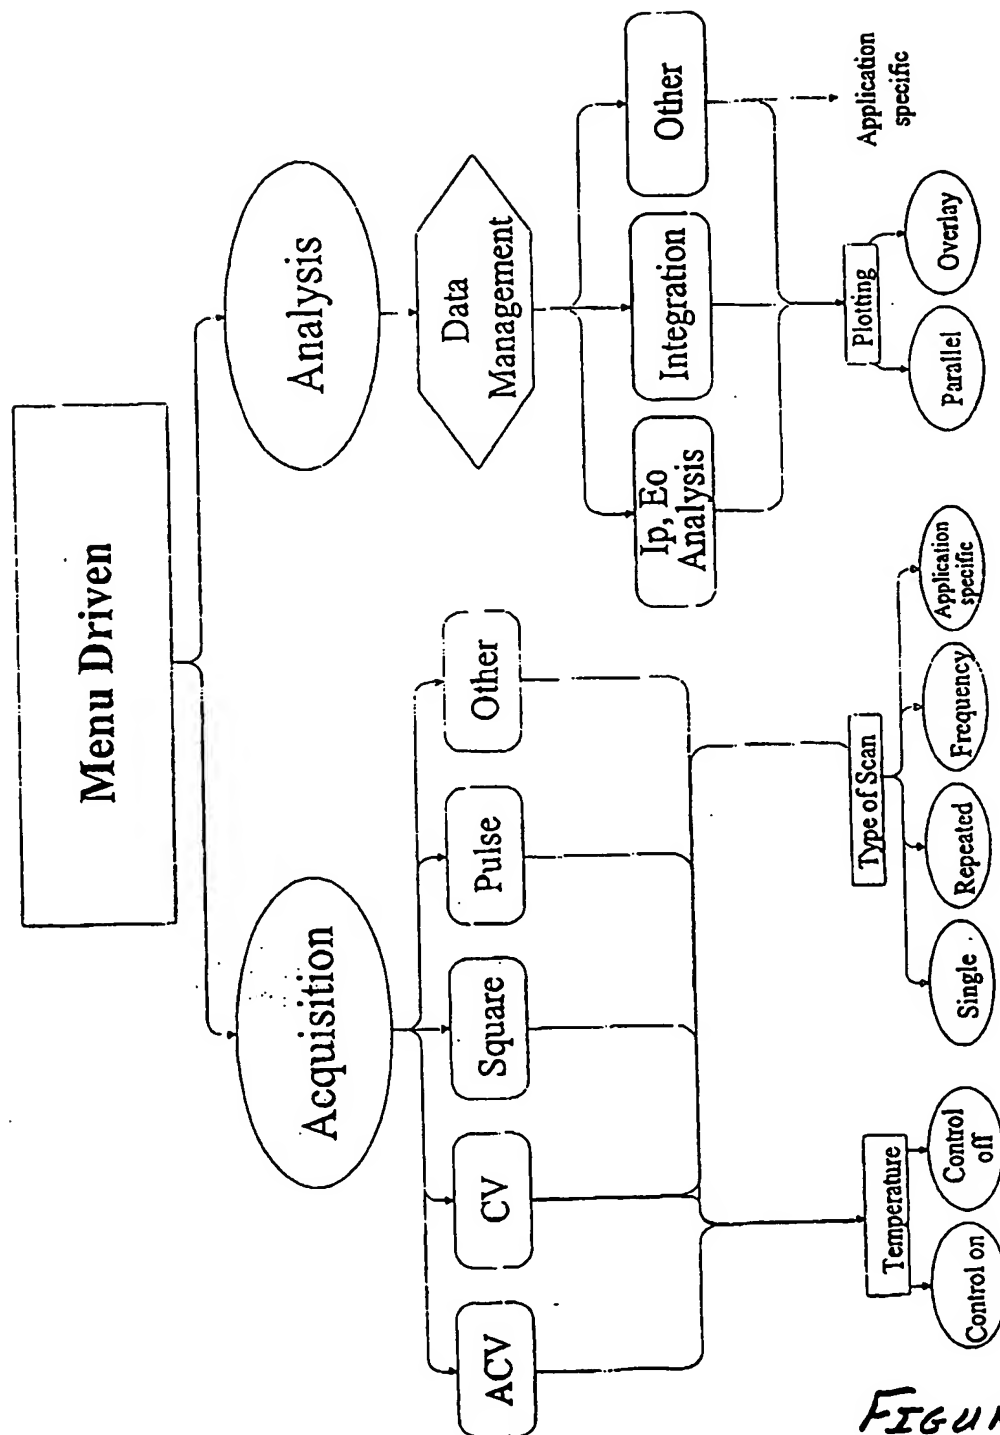 Menu Driven
Acquisition
Analysis
ACV
CV
Square
Pulse
Other
Data
Management
Ip, Eo
Analysis
Integration
Other
Temperature
Control on
Control
off
Type of Scan
Single
Repeated
Frequency
Application
specific
Plotting
Parallel
Overlay
Application
specific